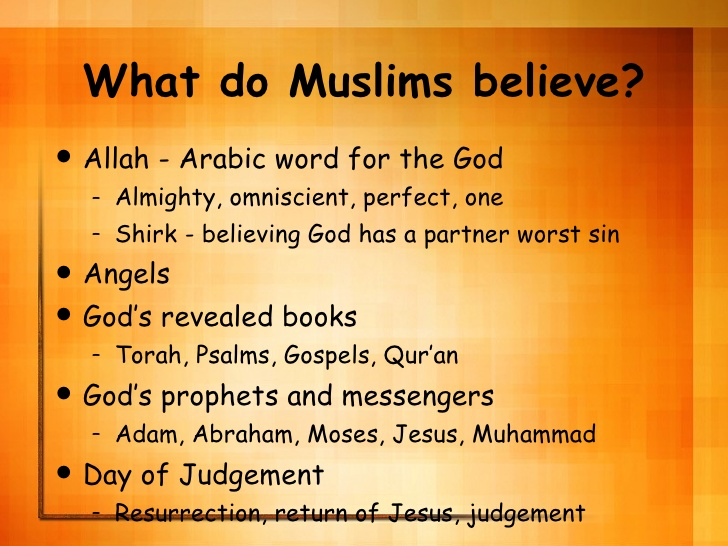 What do Muslims believe?
• Allah - Arabic word for the God
- Almighty, omniscient, perfect, one
- Shirk - believing God has a partner worst sin
• Angels
• God's revealed books
- Torah, Psalms, Gospels, Qur'an
• God's prophets and messengers
- Adam, Abraham, Moses, Jesus, Muhammad
• Day of Judgement
- Resurrection, return of Jesus, judgement